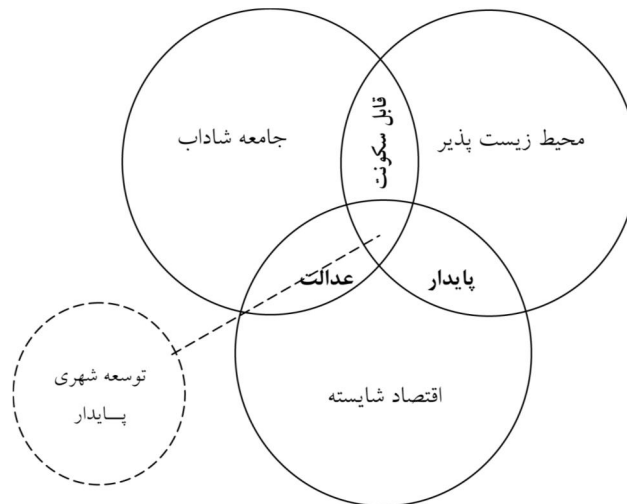 محیط زیست پذیر
جامعه شاداب
قابل سکونت
پایدار
عدالت
اقتصاد شایسته
توسعه شهری
پـــایدار